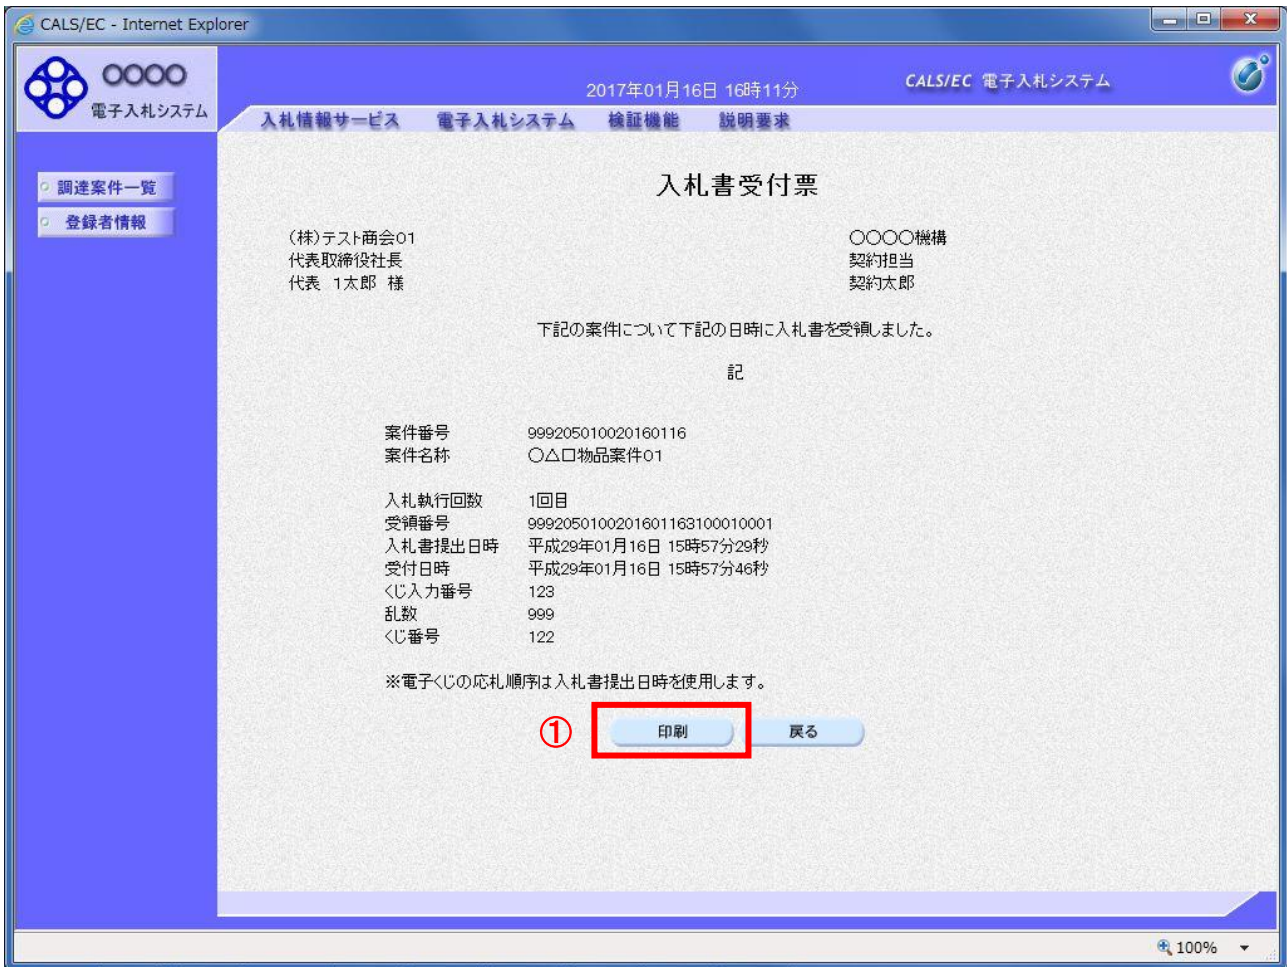 CALS/EC - Internet Explorer
○○○○
電子入札システム
2017年01月16日 16時11分
CALS/EC 電子入札システム
入札情報サービス 電子入札システム 検証機能 説明要求
調達案件一覧
登録者情報
入札書受付票
(株)テスト商会01
代表取締役社長
代表 1太郎 様
○○○○機構
契約担当
契約太郎
下記の案件について下記の日時に入札書を受領しました。
記
案件番号 999205010020160116
案件名称 ○△口物品案件01
入札執行回数 1回目
受領番号 9992050100201601163100010001
入札書提出日時 平成29年01月16日 15時57分29秒
受付日時 平成29年01月16日 15時57分46秒
くじ入力番号 123
乱数 999
くじ番号 122
※電子くじの応札順序は入札書提出日時を使用します。
① 印刷 戻る
100%